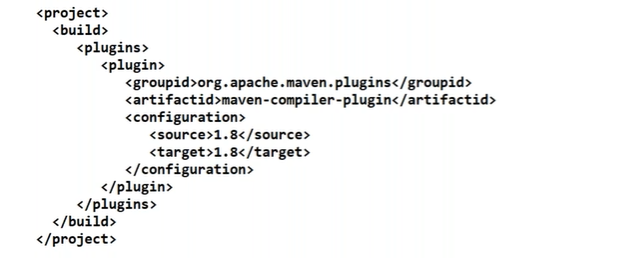 <project>
<build>
<plugins>
<plugin>
<groupid>org.apache.maven.plugins</groupid>
<artifactid>maven-compiler-plugin</artifactid>
<configuration>
<source>1.8</source>
<target>1.8</target>
</configuration>
</plugin>
</plugins>
</build>
</project>